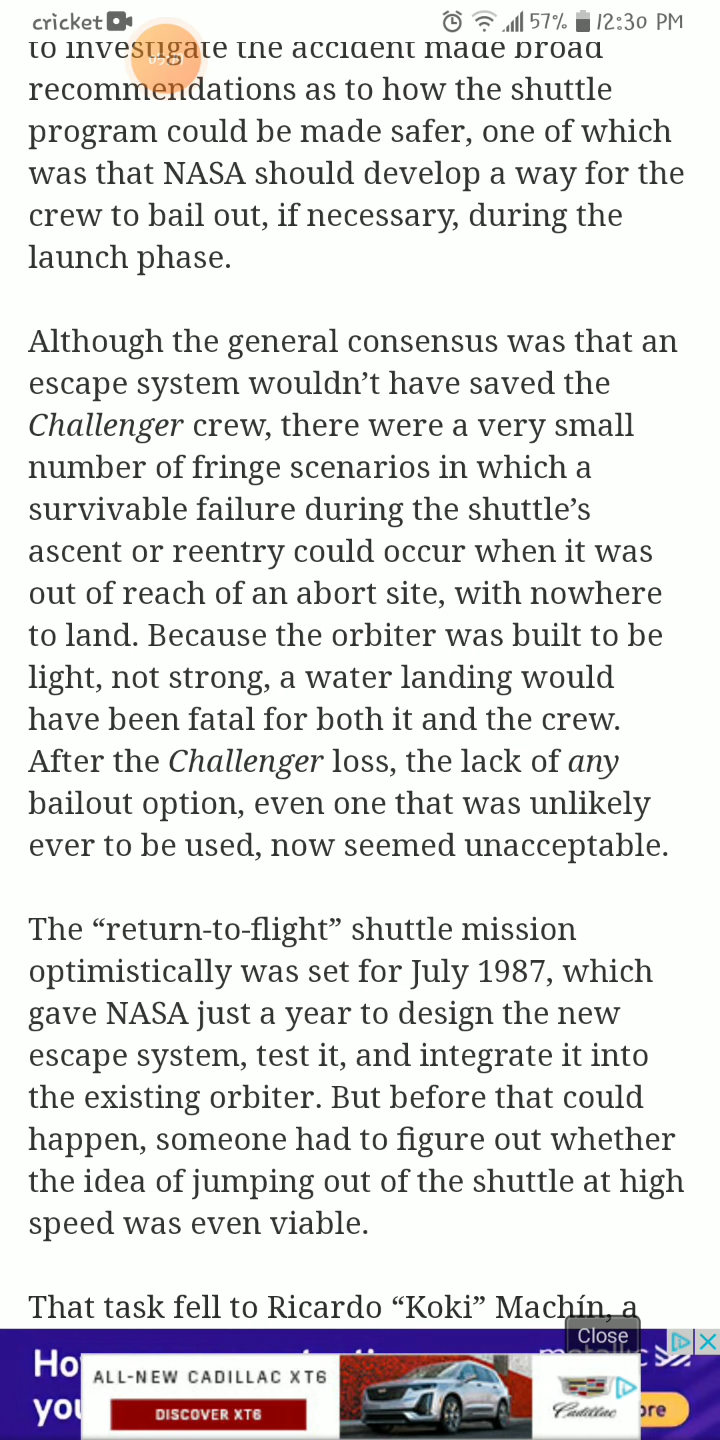 cricket 57% 12:30 PM
to investigate the accident made broad
recommendations as to how the shuttle
program could be made safer, one of which
was that NASA should develop a way for the
crew to bail out, if necessary, during the
launch phase.
Although the general consensus was that an
escape system wouldn’t have saved the
Challenger crew, there were a very small
number of fringe scenarios in which a
survivable failure during the shuttle’s
ascent or reentry could occur when it was
out of reach of an abort site, with nowhere
to land. Because the orbiter was built to be
light, not strong, a water landing would
have been fatal for both it and the crew.
After the Challenger loss, the lack of any
bailout option, even one that was unlikely
ever to be used, now seemed unacceptable.
The “return-to-flight” shuttle mission
optimistically was set for July 1987, which
gave NASA just a year to design the new
escape system, test it, and integrate it into
the existing orbiter. But before that could
happen, someone had to figure out whether
the idea of jumping out of the shuttle at high
speed was even viable.
That task fell to Ricardo “Koki” Machín, a
Close
ALL-NEW CADILLAC XT6
DISCOVER XT6
Cadillac